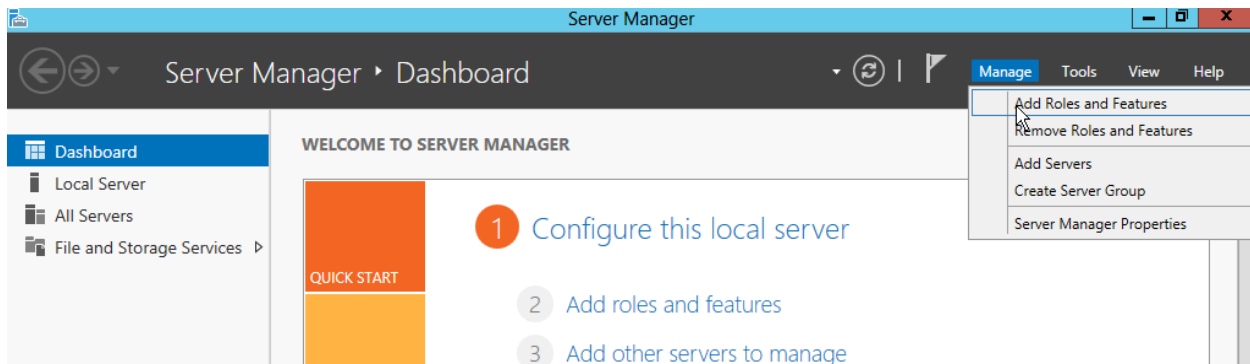 Server Manager
Server Manager ‣ Dashboard
Manage Tools View Help
Add Roles and Features
Remove Roles and Features
Add Servers
Create Server Group
Server Manager Properties
Dashboard
Local Server
All Servers
File and Storage Services
WELCOME TO SERVER MANAGER
QUICK START
1 Configure this local server
2 Add roles and features
3 Add other servers to manage